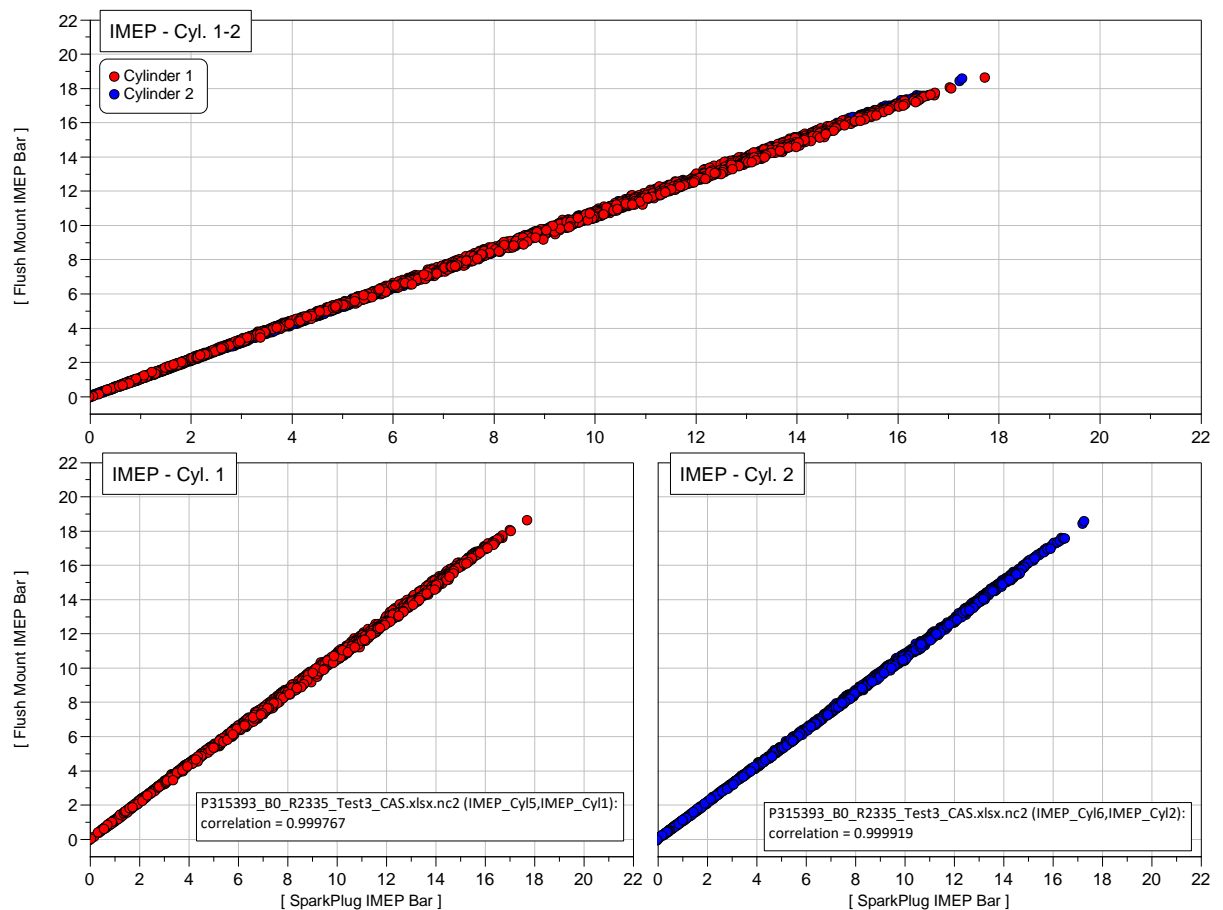 IMEP - Cyl. 1-2
Cylinder 1
Cylinder 2
[ Flush Mount IMEP Bar ]
22
20
18
16
14
12
10
8
6
4
2
0
0 2 4 6 8 10 12 14 16 18 20 22
IMEP - Cyl. 1
[ Flush Mount IMEP Bar ]
22
20
18
16
14
12
10
8
6
4
2
0
P315393_B0_R2335_Test3_CAS.xlsx.nc2 (IMEP_Cyl5,IMEP_Cyl1):
correlation = 0.999767
0 2 4 6 8 10 12 14 16 18 20 22
[ SparkPlug IMEP Bar ]
IMEP - Cyl. 2
22
20
18
16
14
12
10
8
6
4
2
0
P315393_B0_R2335_Test3_CAS.xlsx.nc2 (IMEP_Cyl6,IMEP_Cyl2):
correlation = 0.999919
0 2 4 6 8 10 12 14 16 18 20 22
[ SparkPlug IMEP Bar ]